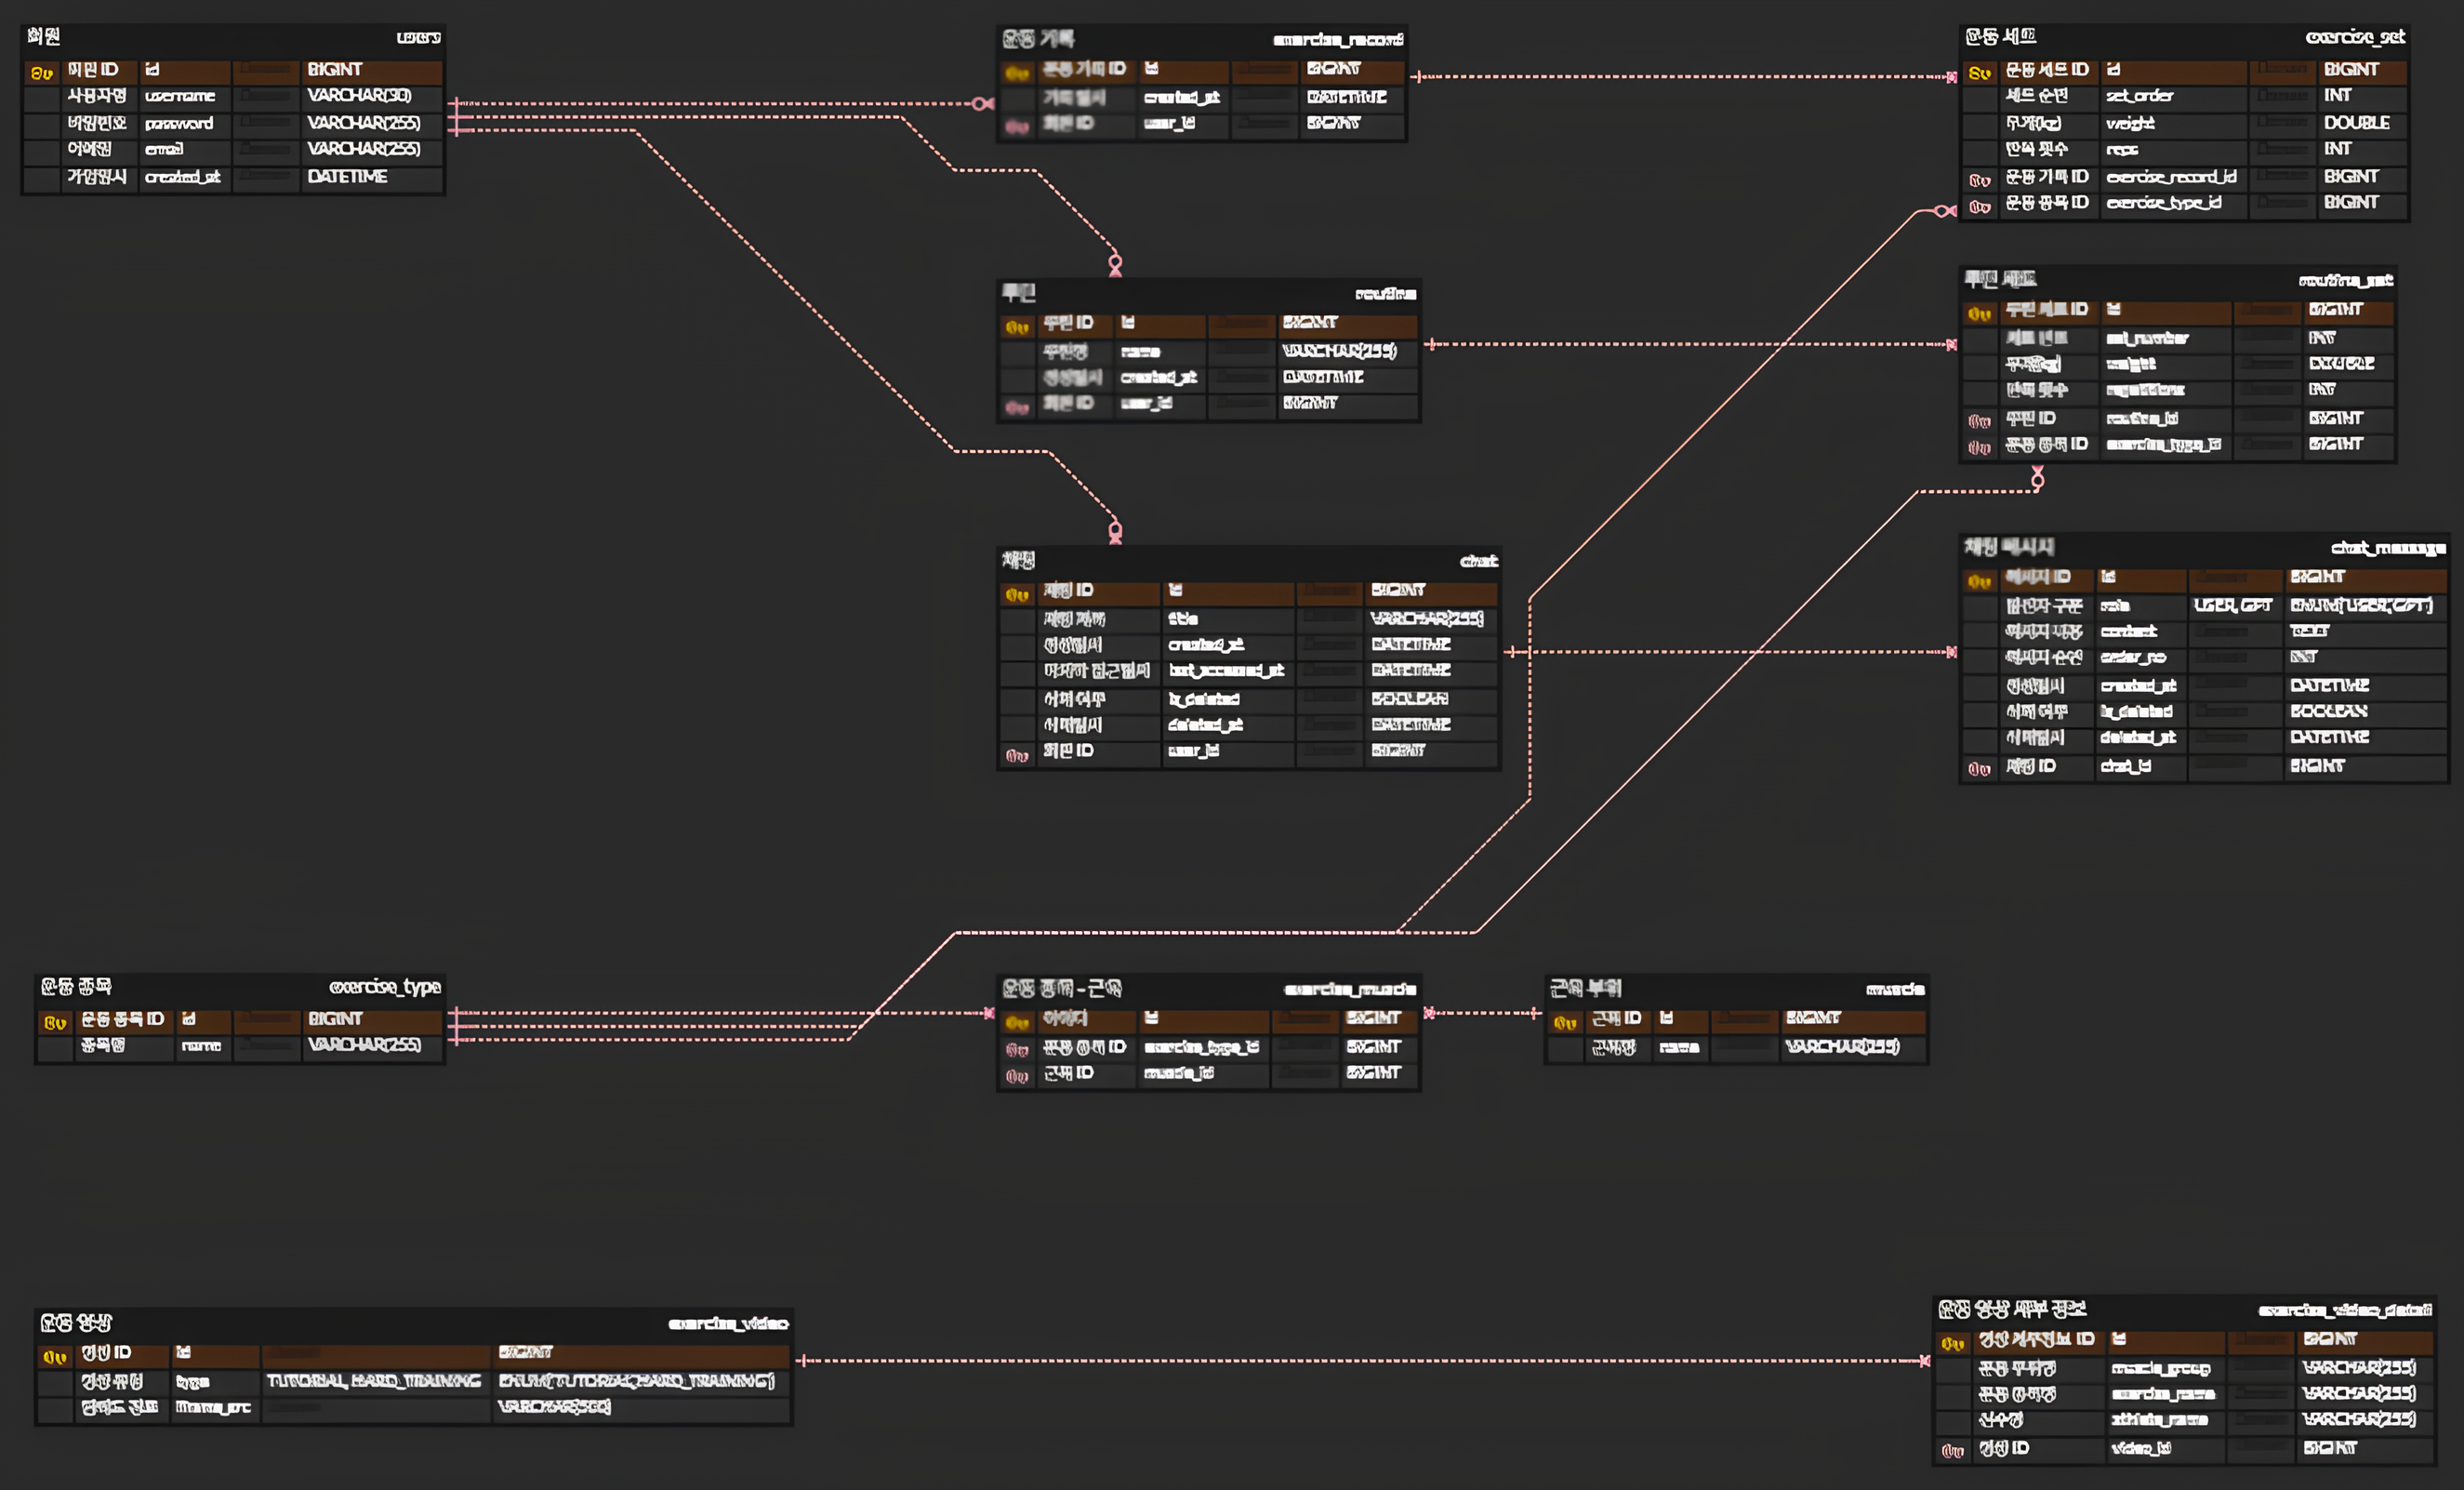 회원 users
회원 ID id BIGINT
사용자명 username VARCHAR(30)
비밀번호 password VARCHAR(255)
이메일 email VARCHAR(255)
가입일시 created_at DATETIME
운동 기록 exercise_record
운동 기록 ID id BIGINT
기록일시 created_at DATETIME
회원 ID user_id BIGINT
운동 세트 exercise_set
운동 세트 ID id BIGINT
세트 순번 set_order INT
무게(kg) weight DOUBLE
반복 횟수 reps INT
운동 기록 ID exercise_record_id BIGINT
운동 종목 ID exercise_type_id BIGINT
루틴 routine
루틴 ID id BIGINT
루틴명 name VARCHAR(255)
생성일시 created_at DATETIME
회원 ID user_id BIGINT
루틴 세트 routine_set
루틴 세트 ID id BIGINT
세트 번호 set_number INT
무게(kg) weight DOUBLE
반복 횟수 repetitions INT
루틴 ID routine_id BIGINT
운동 종목 ID exercise_type_id BIGINT
채팅 chat
채팅 ID id BIGINT
채팅 제목 title VARCHAR(255)
생성일시 created_at DATETIME
마지막 접근일시 last_accessed_at DATETIME
삭제 여부 is_deleted BOOLEAN
삭제일시 deleted_at DATETIME
회원 ID user_id BIGINT
채팅 메시지 chat_message
메시지 ID id BIGINT
발신자 구분 role USER, GPT ENUM('USER','GPT')
메시지 내용 content TEXT
메시지 순번 order_no INT
생성일시 created_at DATETIME
삭제 여부 is_deleted BOOLEAN
삭제일시 deleted_at DATETIME
채팅 ID chat_id BIGINT
운동 종목 exercise_type
운동 종목 ID id BIGINT
종목명 name VARCHAR(255)
운동 종목 - 근육 exercise_muscle
아이디 id BIGINT
운동 종목 ID exercise_type_id BIGINT
근육 ID muscle_id BIGINT
근육 부위 muscle
근육 ID id BIGINT
근육명 name VARCHAR(255)
운동 영상 exercise_video
영상 ID id BIGINT
영상 유형 type TUTORIAL, HARD_TRAINING ENUM('TUTORIAL','HARD_TRAINING')
iframe_src VARCHAR(500)
운동 영상 세부 정보 exercise_video_detail
영상 세부정보 ID id BIGINT
운동 부위명 muscle_group VARCHAR(255)
운동 종목명 exercise_name VARCHAR(255)
선수명 athlete_name VARCHAR(255)
영상 ID video_id BIGINT